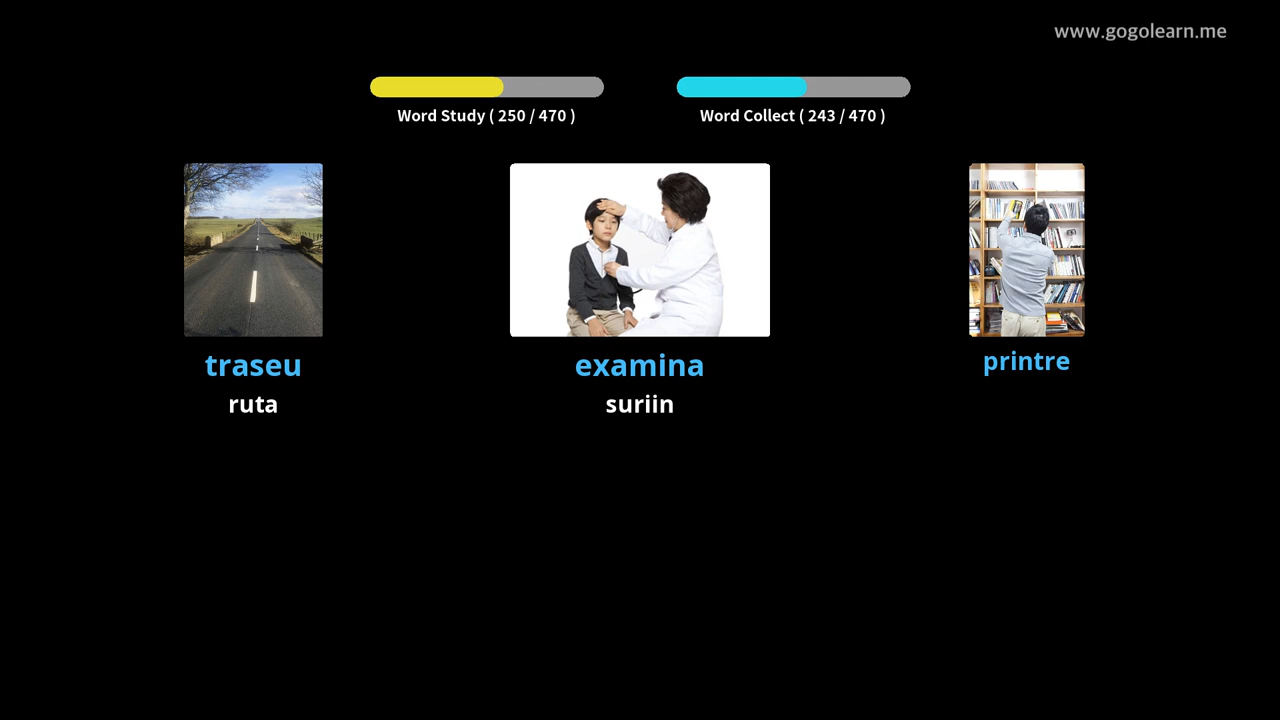 www.gogolearn.me
Word Study ( 250 / 470 )
Word Collect ( 243 / 470 )
traseu
ruta
examina
suriin
printre